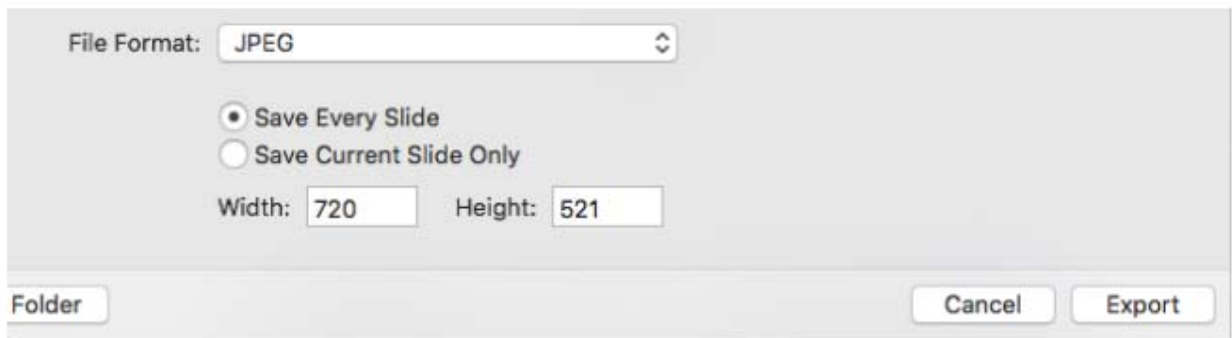 File Format: JPEG
Save Every Slide
Save Current Slide Only
Width: 720 Height: 521
Folder Cancel Export